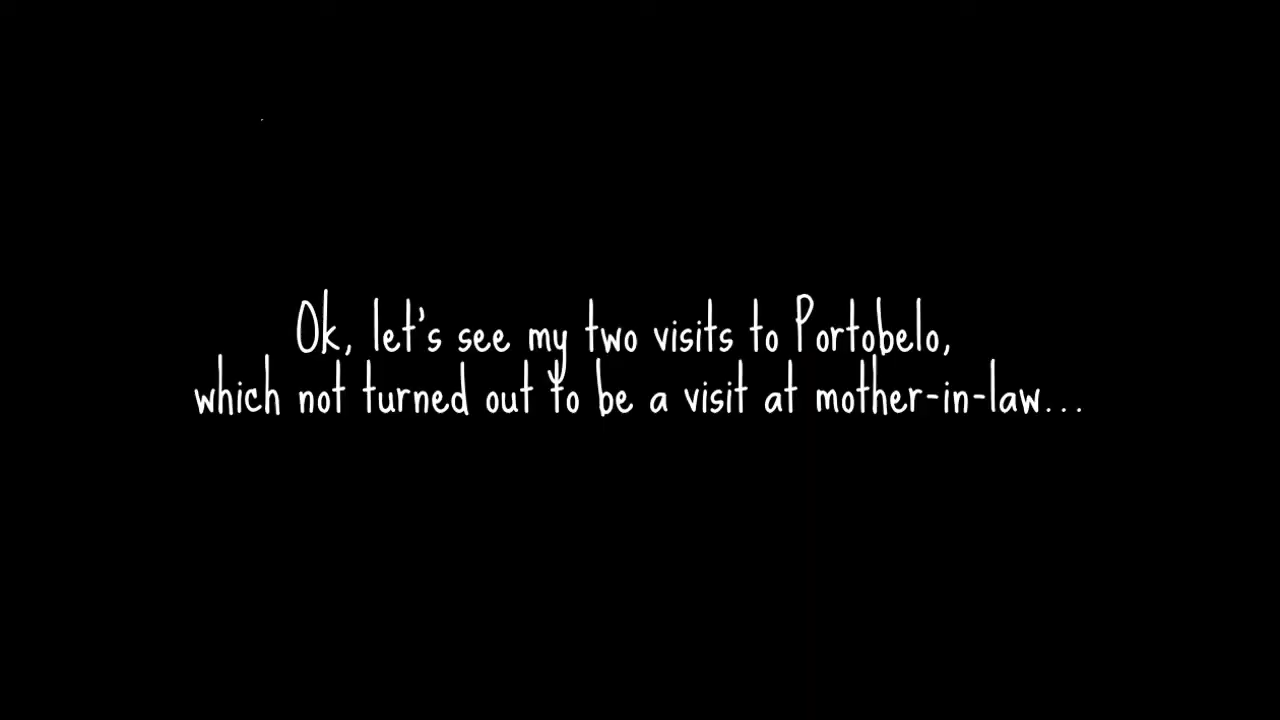 Ok, let's see my two visits to Portobelo,
which not turned out to be a visit at mother-in-law...